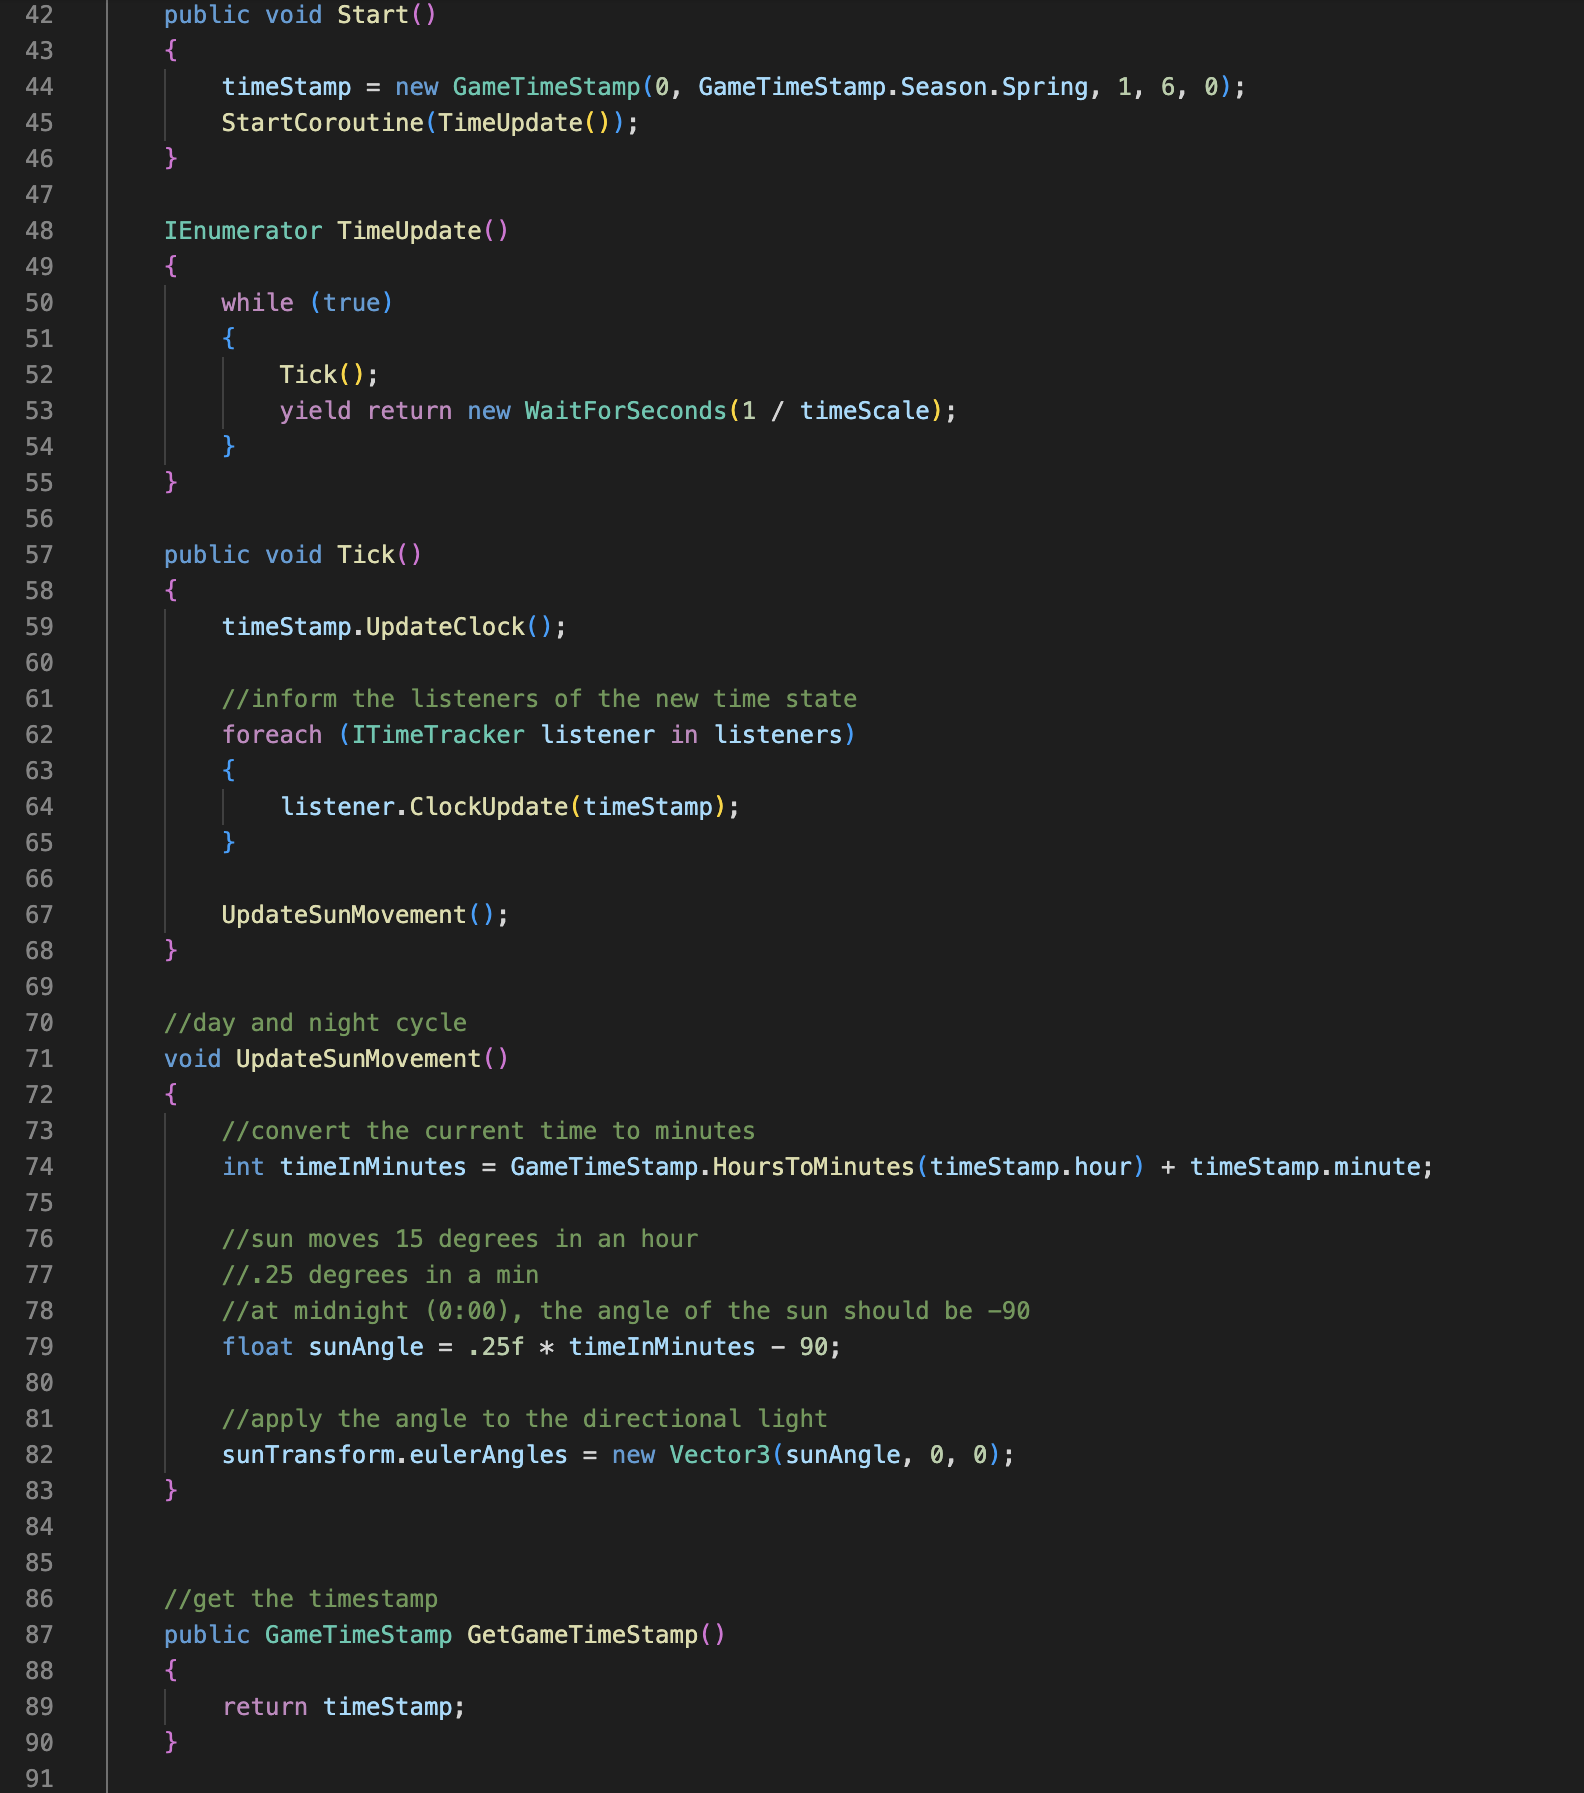 42 public void Start()
43 {
44 timeStamp = new GameTimeStamp(0, GameTimeStamp.Season.Spring, 1, 6, 0);
45 StartCoroutine(TimeUpdate());
46 }
47
48 IEnumerator TimeUpdate()
49 {
50 while (true)
51 {
52 Tick();
53 yield return new WaitForSeconds(1 / timeScale);
54 }
55 }
56
57 public void Tick()
58 {
59 timeStamp.UpdateClock();
60
61 //inform the listeners of the new time state
62 foreach (ITimeTracker listener in listeners)
63 {
64 listener.ClockUpdate(timeStamp);
65 }
66
67 UpdateSunMovement();
68 }
69
70 //day and night cycle
71 void UpdateSunMovement()
72 {
73 //convert the current time to minutes
74 int timeInMinutes = GameTimeStamp.HoursToMinutes(timeStamp.hour) + timeStamp.minute;
75
76 //sun moves 15 degrees in an hour
77 //.25 degrees in a min
78 //at midnight (0:00), the angle of the sun should be -90
79 float sunAngle = .25f * timeInMinutes - 90;
80
81 //apply the angle to the directional light
82 sunTransform.eulerAngles = new Vector3(sunAngle, 0, 0);
83 }
84
85
86 //get the timestamp
87 public GameTimeStamp GetGameTimeStamp()
88 {
89 return timeStamp;
90 }
91